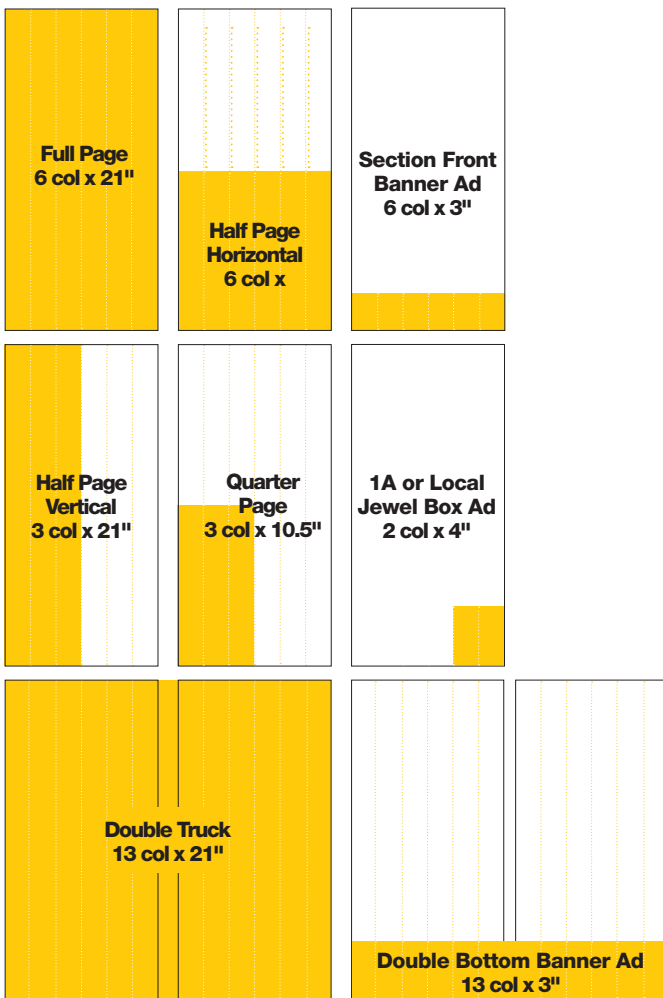 Full Page
6 col x 21"
Half Page
Horizontal
6 col x
Section Front
Banner Ad
6 col x 3"
Half Page
Vertical
3 col x 21"
Quarter
Page
3 col x 10.5"
1A or Local
Jewel Box Ad
2 col x 4"
Double Truck
13 col x 21"
Double Bottom Banner Ad
13 col x 3"